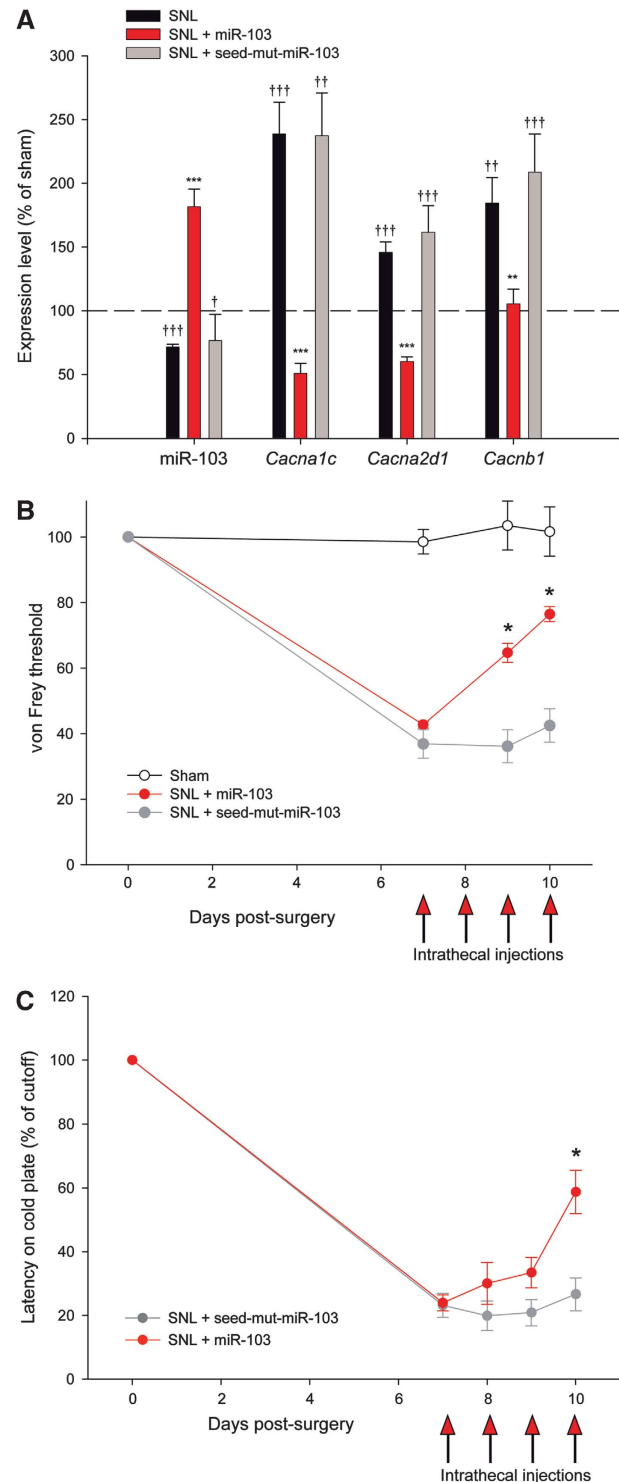 A
SNL
SNL + miR-103
SNL + seed-mut-miR-103
Expression level (% of sham)
300
250
200
150
100
50
0
†††
***
†
†††
***
††
†††
***
†††
††
**
†††
miR-103
Cacna1c
Cacna2d1
Cacnb1
B
von Frey threshold
100
80
60
40
20
0
*
*
Sham
SNL + miR-103
SNL + seed-mut-miR-103
0 2 4 6 8 10
Days post-surgery
Intrathecal injections
C
Latency on cold plate (% of cutoff)
120
100
80
60
40
20
0
*
SNL + seed-mut-miR-103
SNL + miR-103
0 2 4 6 8 10
Days post-surgery
Intrathecal injections